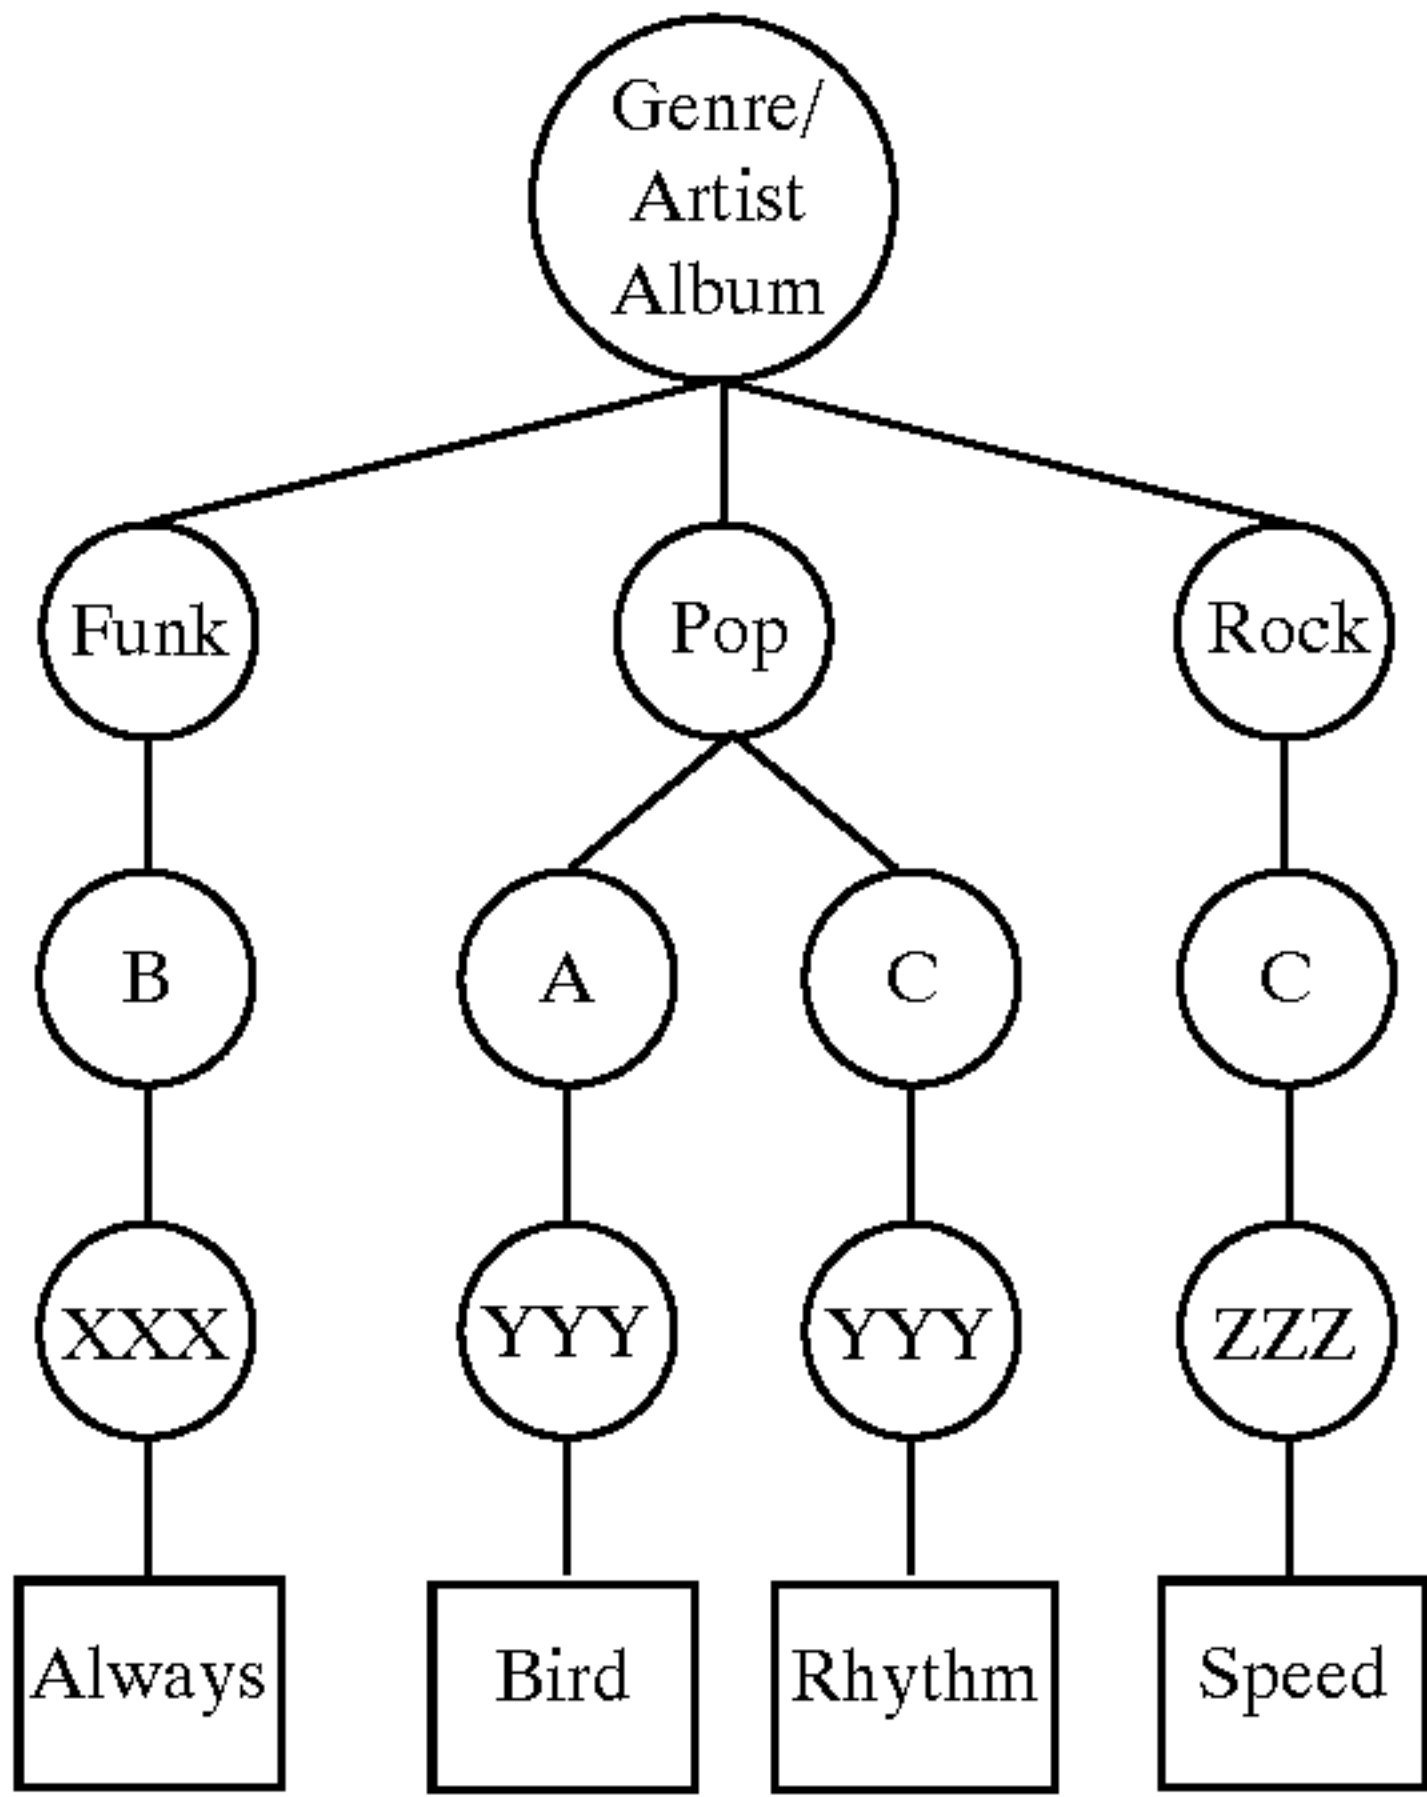 Genre/
Artist
Album
Funk
Pop
Rock
B
A
C
C
XXX
YYY
YYY
ZZZ
Always
Bird
Rhythm
Speed